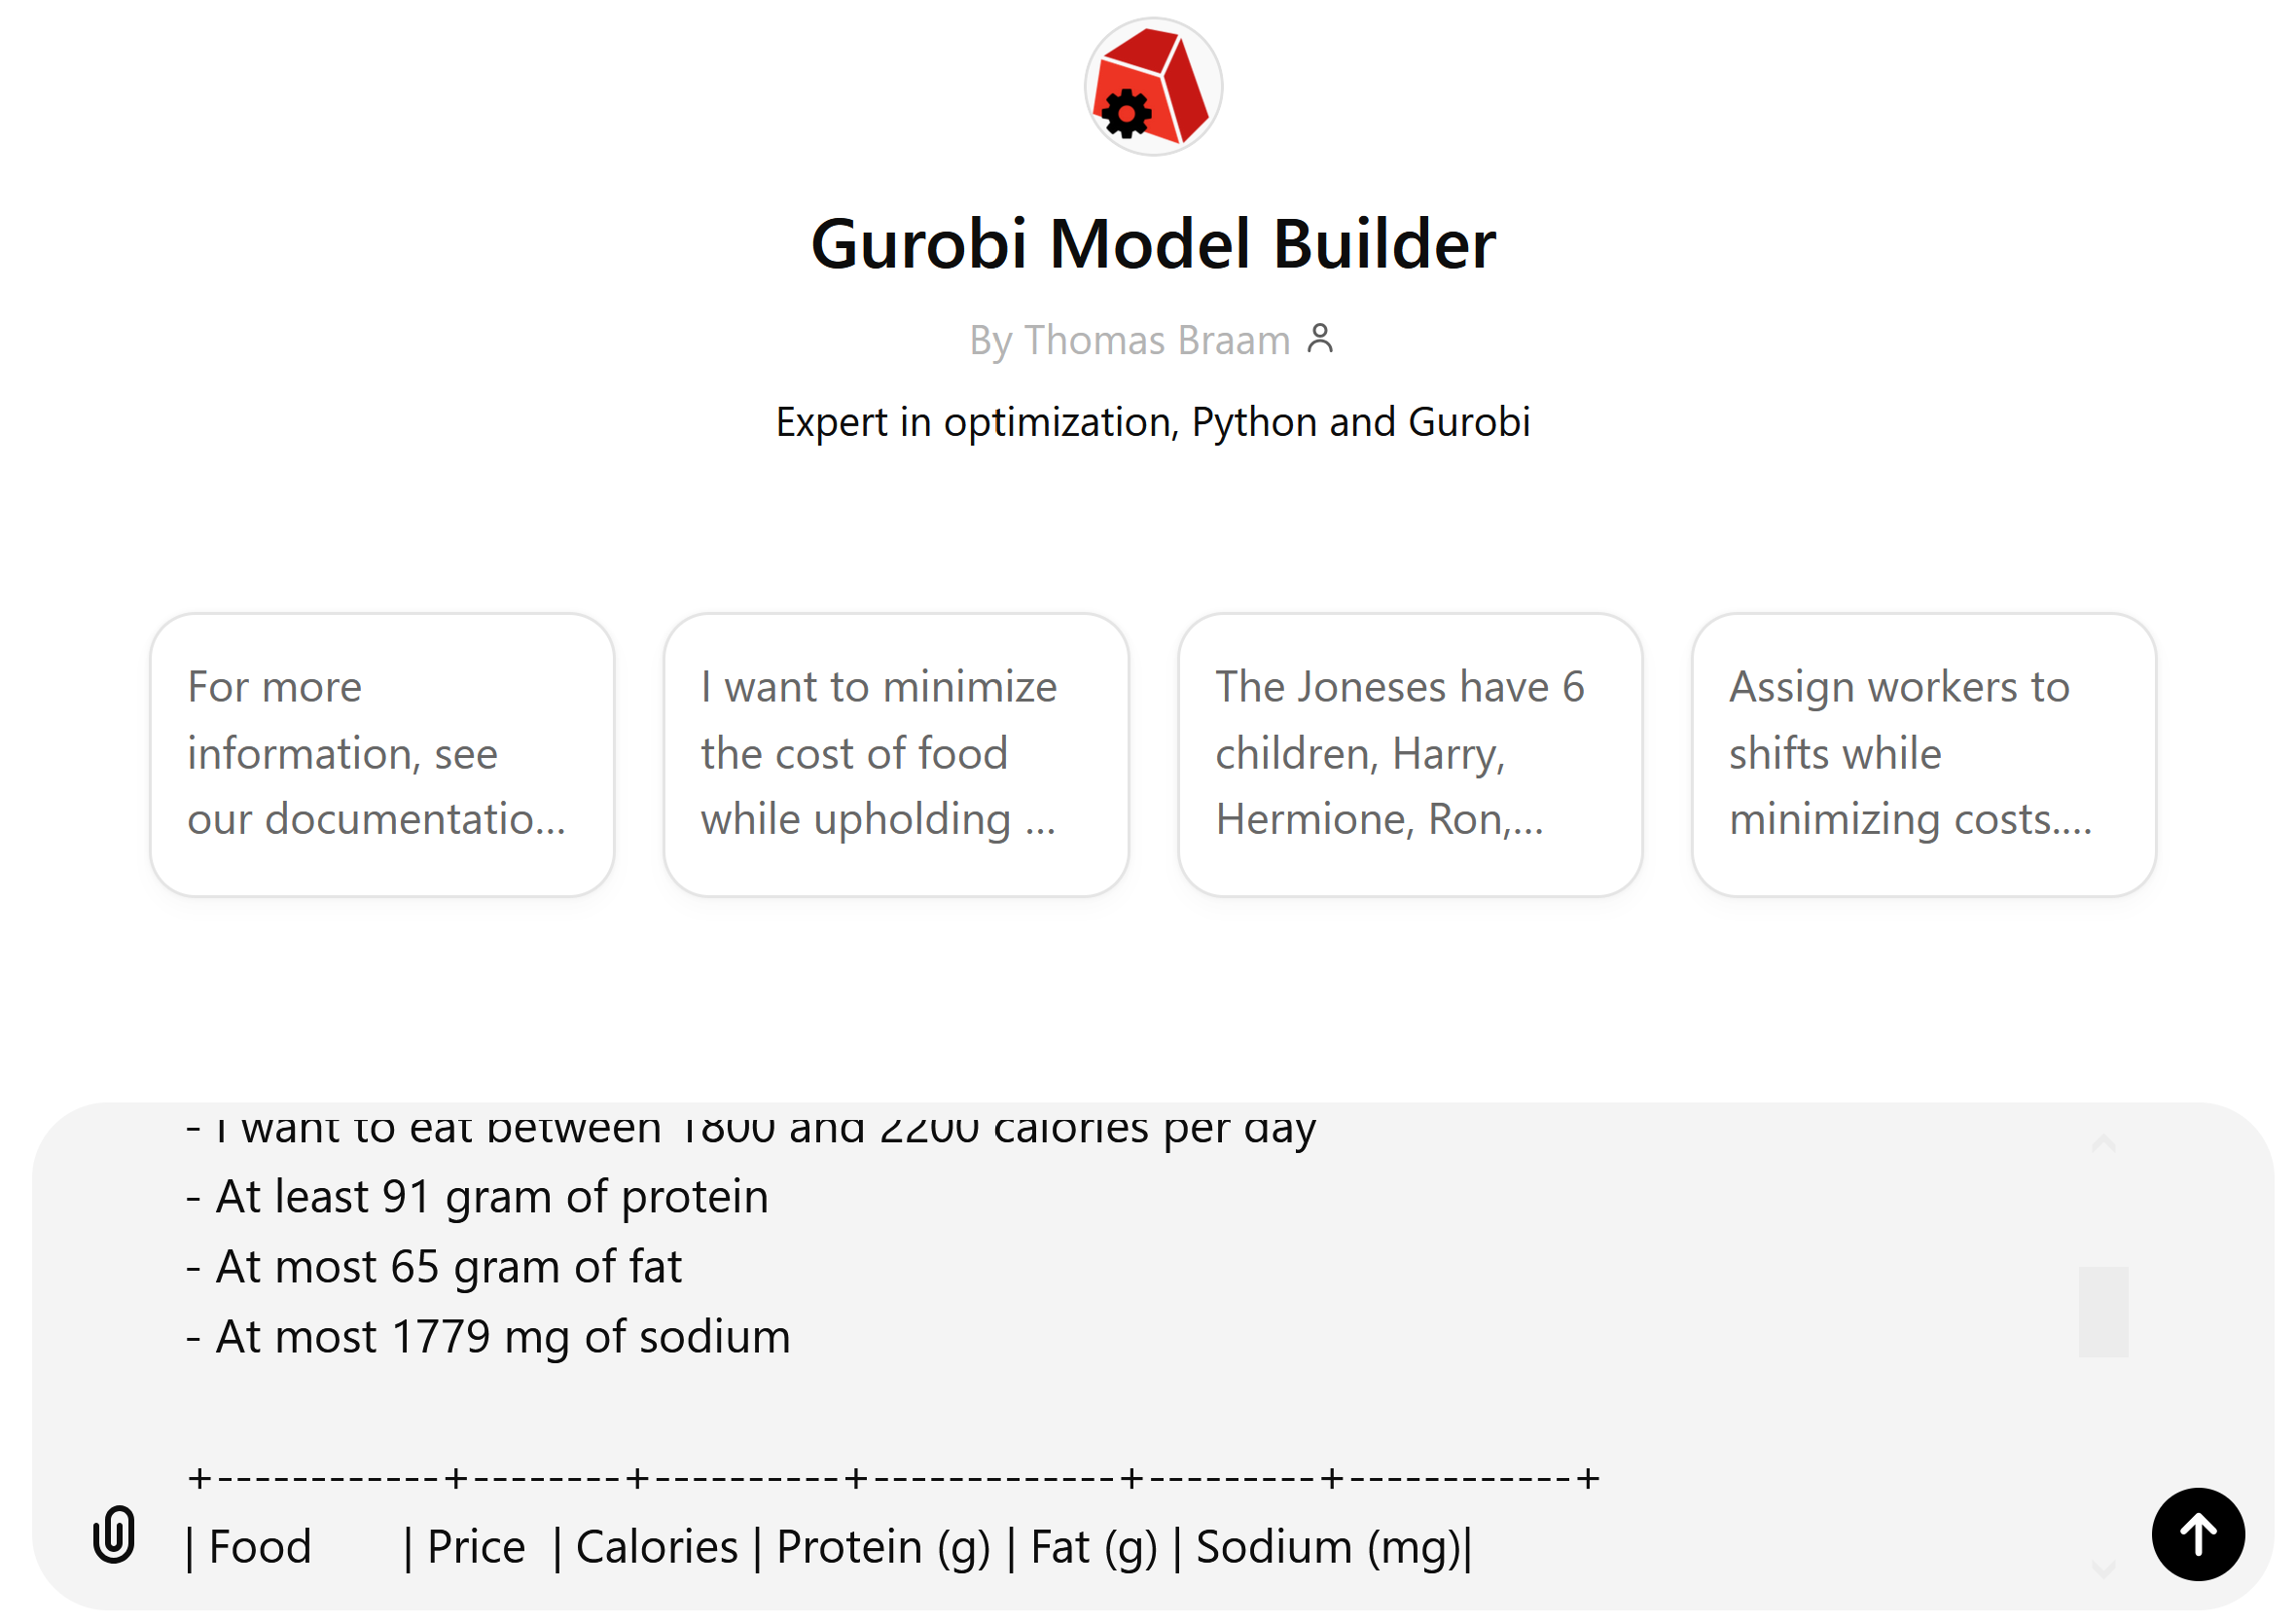 Gurobi Model Builder
By Thomas Braam
Expert in optimization, Python and Gurobi
For more
information, see
our documentatio...
I want to minimize
the cost of food
while upholding ...
The Joneses have 6
children, Harry,
Hermione, Ron,...
Assign workers to
shifts while
minimizing costs....
- I want to eat between 1800 and 2200 calories per day
- At least 91 gram of protein
- At most 65 gram of fat
- At most 1779 mg of sodium
+------------+--------+----------+-------------+---------+------------+
| Food | Price | Calories | Protein (g) | Fat (g) | Sodium (mg)|